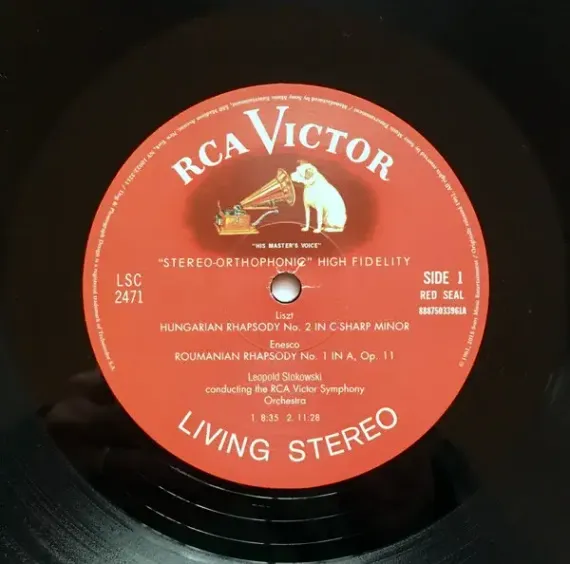 RCA VICTOR
"HIS MASTER'S VOICE"
"STEREO-ORTHOPHONIC" HIGH FIDELITY
LSC
2471
SIDE 1
RED SEAL
88875033961A
Liszt
HUNGARIAN RHAPSODY No. 2 IN C-SHARP MINOR
Enesco
ROUMANIAN RHAPSODY No. 1 IN A, Op. 11
Leopold Stokowski
conducting the RCA Victor Symphony
Orchestra
1. 8:35 2. 11:28
LIVING STEREO